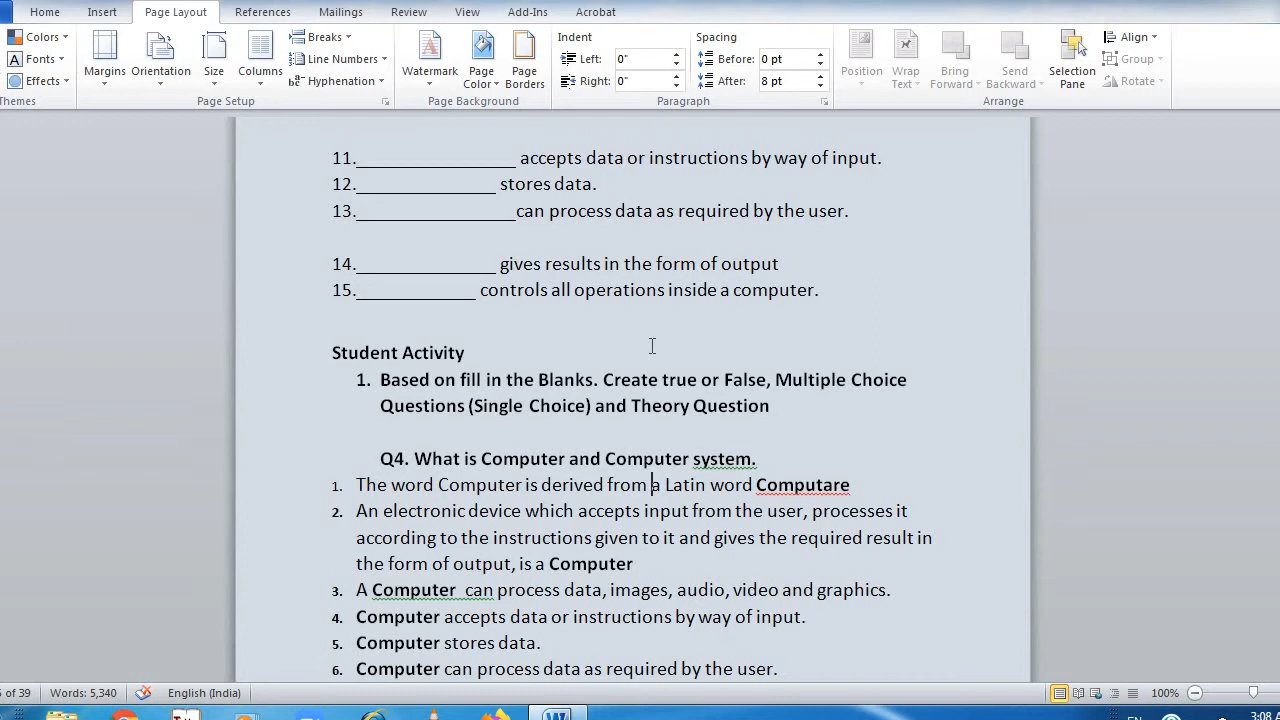 Home Insert Page Layout References Mailings Review View Add-Ins Acrobat
Colors Breaks Indent Spacing Align
Fonts Line Numbers Left: 0" Before: 0 pt Group
Effects Margins Orientation Size Columns Hyphenation Watermark Page Color Page Borders Right: 0" After: 8 pt Position Wrap Text Bring Forward Send Backward Selection Pane Rotate
Themes Page Setup Page Background Paragraph Arrange
11.________________ accepts data or instructions by way of input.
12.______________ stores data.
13.________________can process data as required by the user.
14.______________ gives results in the form of output
15.____________ controls all operations inside a computer.
Student Activity
1. Based on fill in the Blanks. Create true or False, Multiple Choice
Questions (Single Choice) and Theory Question
Q4. What is Computer and Computer system.
1. The word Computer is derived from a Latin word Computare
2. An electronic device which accepts input from the user, processes it
according to the instructions given to it and gives the required result in
the form of output, is a Computer
3. A Computer can process data, images, audio, video and graphics.
4. Computer accepts data or instructions by way of input.
5. Computer stores data.
6. Computer can process data as required by the user.
of 39 Words: 5,340 English (India) 100%